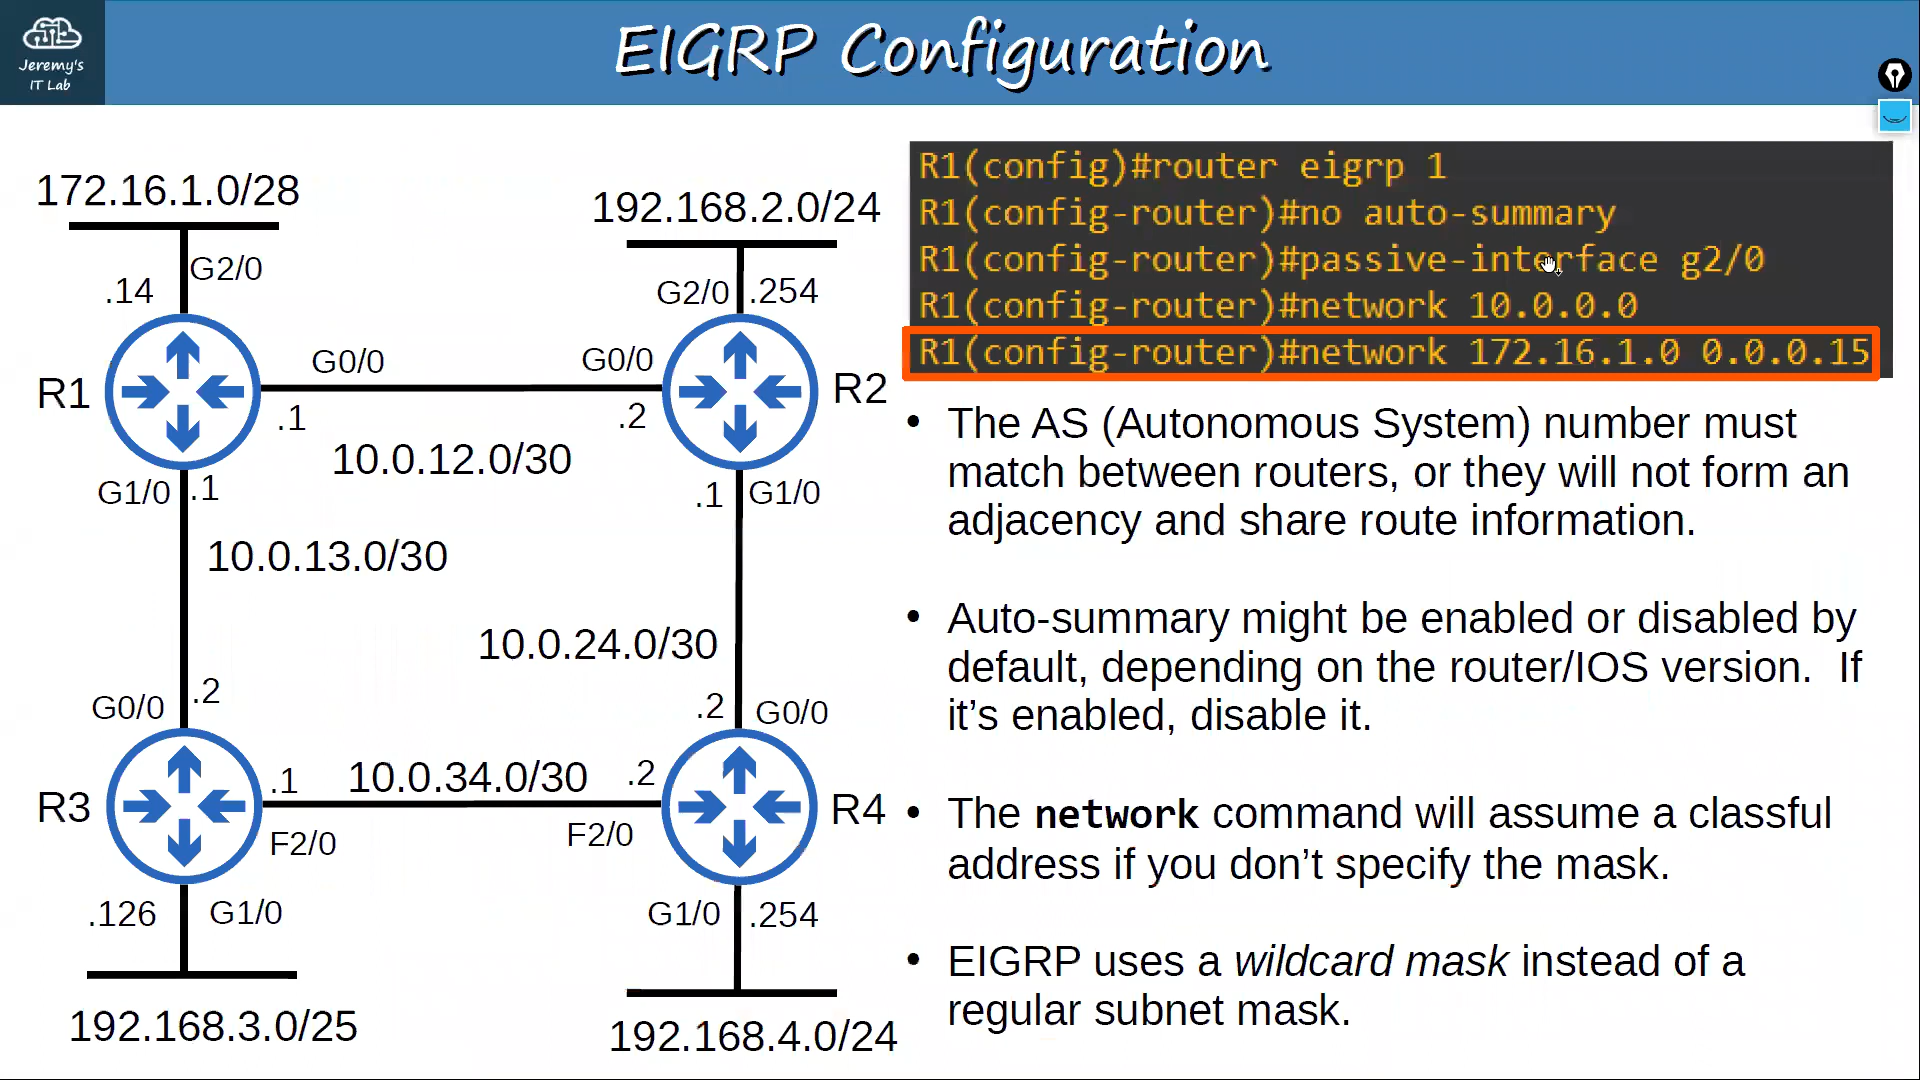 Jeremy's
IT Lab
EIGRP Configuration
172.16.1.0/28
192.168.2.0/24
G2/0
.14
G2/0
.254
R1
G0/0
G0/0
R2
.1
.2
10.0.12.0/30
G1/0
.1
.1
G1/0
10.0.13.0/30
10.0.24.0/30
G0/0
.2
.2
G0/0
R3
.1
10.0.34.0/30
.2
R4
F2/0
F2/0
.126
G1/0
G1/0
.254
192.168.3.0/25
192.168.4.0/24
R1(config)#router eigrp 1
R1(config-router)#no auto-summary
R1(config-router)#passive-interface g2/0
R1(config-router)#network 10.0.0.0
R1(config-router)#network 172.16.1.0 0.0.0.15
• The AS (Autonomous System) number must
match between routers, or they will not form an
adjacency and share route information.
• Auto-summary might be enabled or disabled by
default, depending on the router/IOS version. If
it’s enabled, disable it.
• The network command will assume a classful
address if you don’t specify the mask.
• EIGRP uses a wildcard mask instead of a
regular subnet mask.